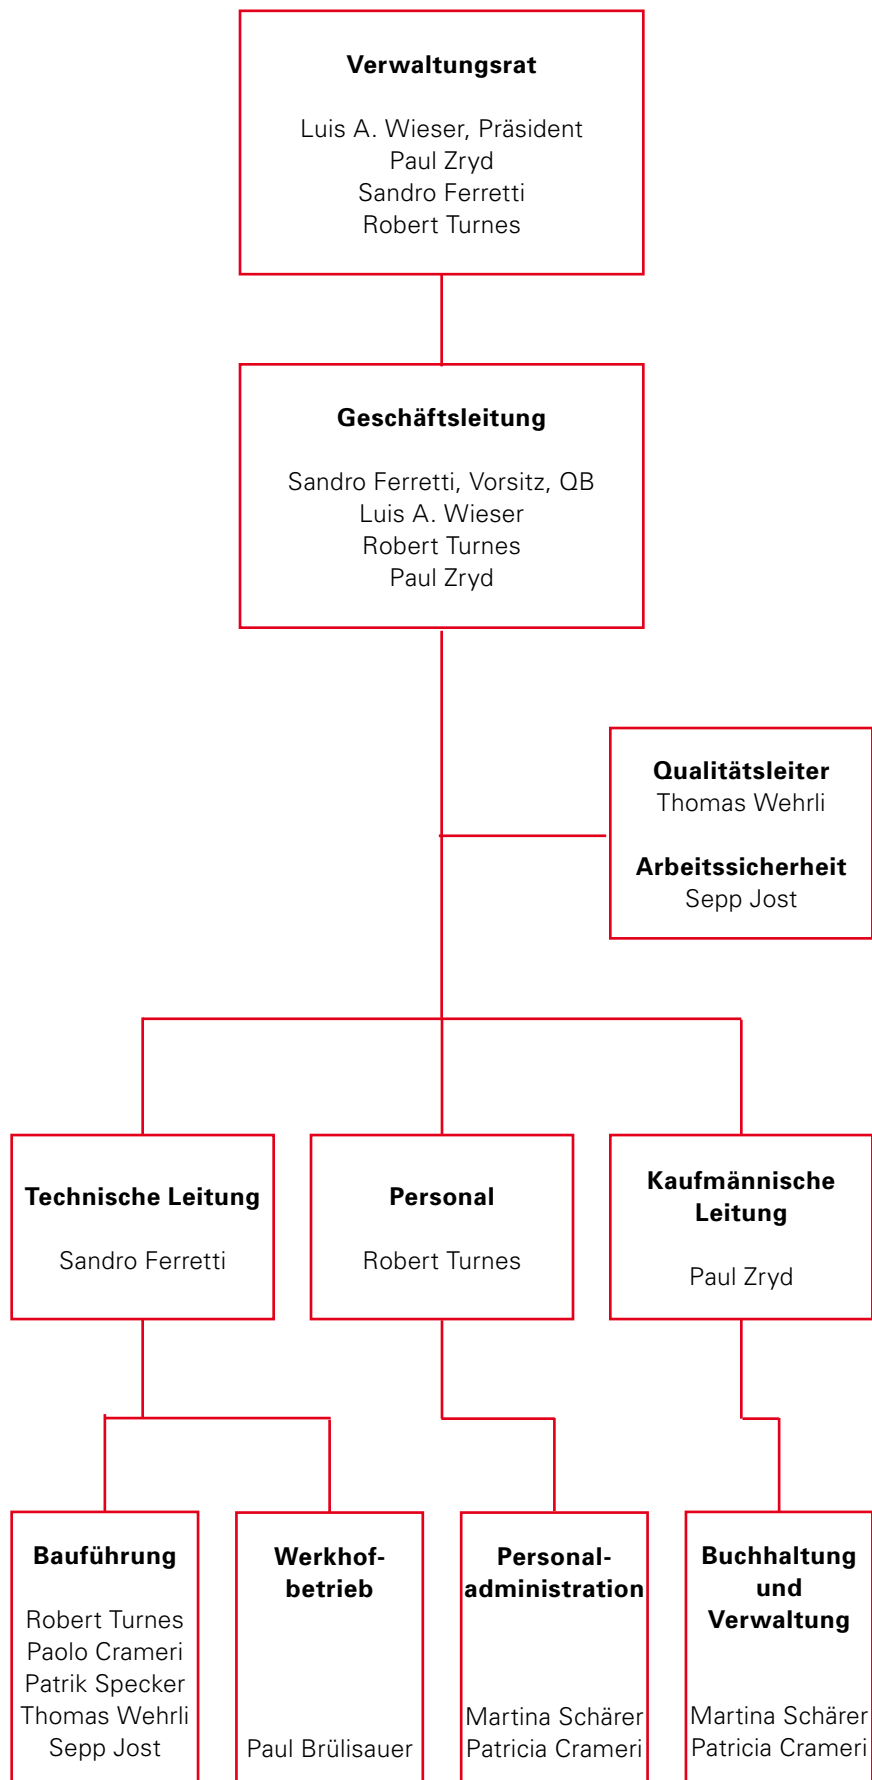 Verwaltungsrat
Luis A. Wieser, Präsident
Paul Zryd
Sandro Ferretti
Robert Turnes
Geschäftsleitung
Sandro Ferretti, Vorsitz, QB
Luis A. Wieser
Robert Turnes
Paul Zryd
Qualitätsleiter
Thomas Wehrli
Arbeitssicherheit
Sepp Jost
Technische Leitung
Sandro Ferretti
Personal
Robert Turnes
Kaufmännische
Leitung
Paul Zryd
Bauführung
Robert Turnes
Paolo Crameri
Patrik Specker
Thomas Wehrli
Sepp Jost
Werkhof-
betrieb
Paul Brülisauer
Personal-
administration
Martina Schärer
Patricia Crameri
Buchhaltung
und
Verwaltung
Martina Schärer
Patricia Crameri